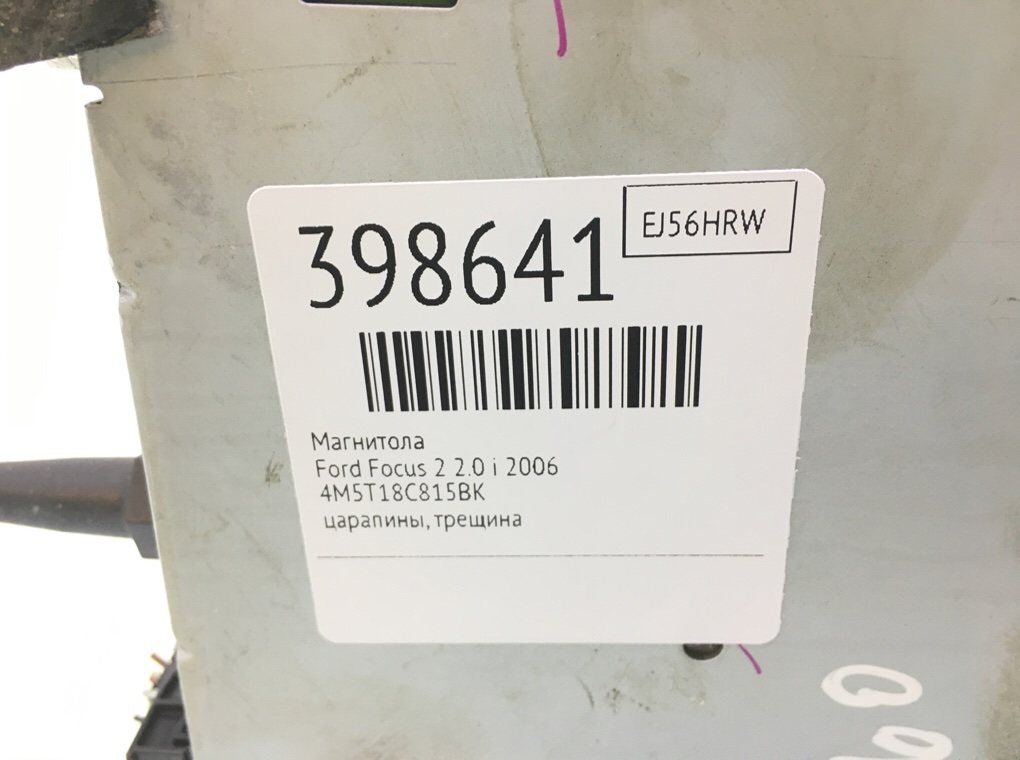 398641
EJ56HRW
Магнитола
Ford Focus 2 2.0 i 2006
4M5T18C815BK
царапины, трещина